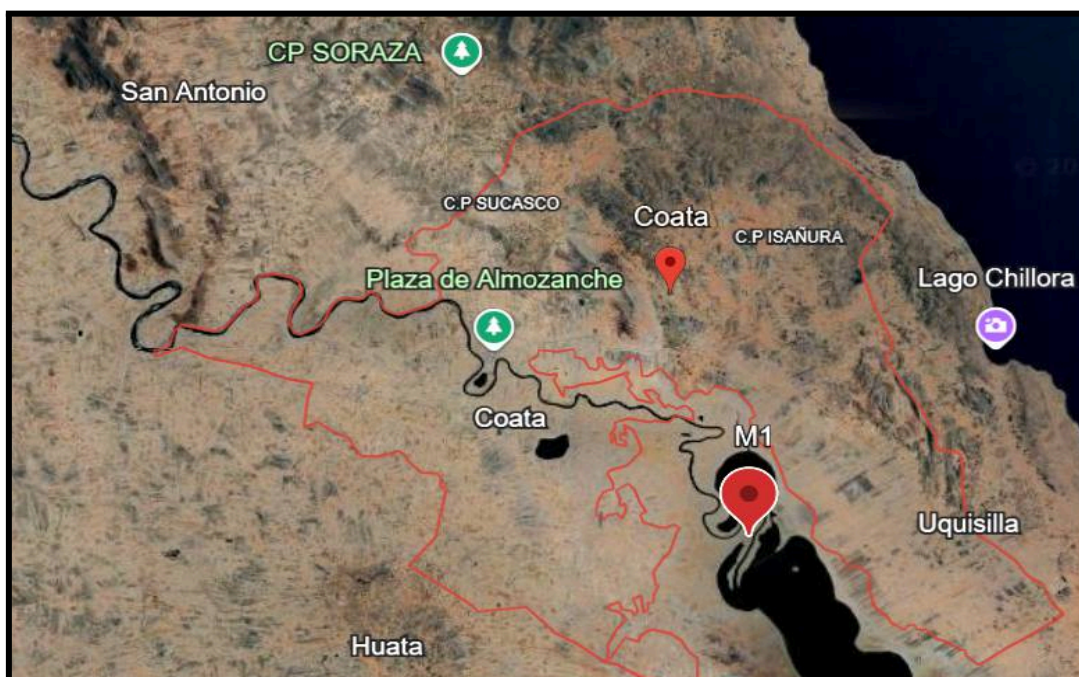 CP SORAZA
San Antonio
C.P SUCASCO
Coata
C.P ISAÑURA
Plaza de Almozanche
Lago Chillora
Coata
M1
Uquisilla
Huata